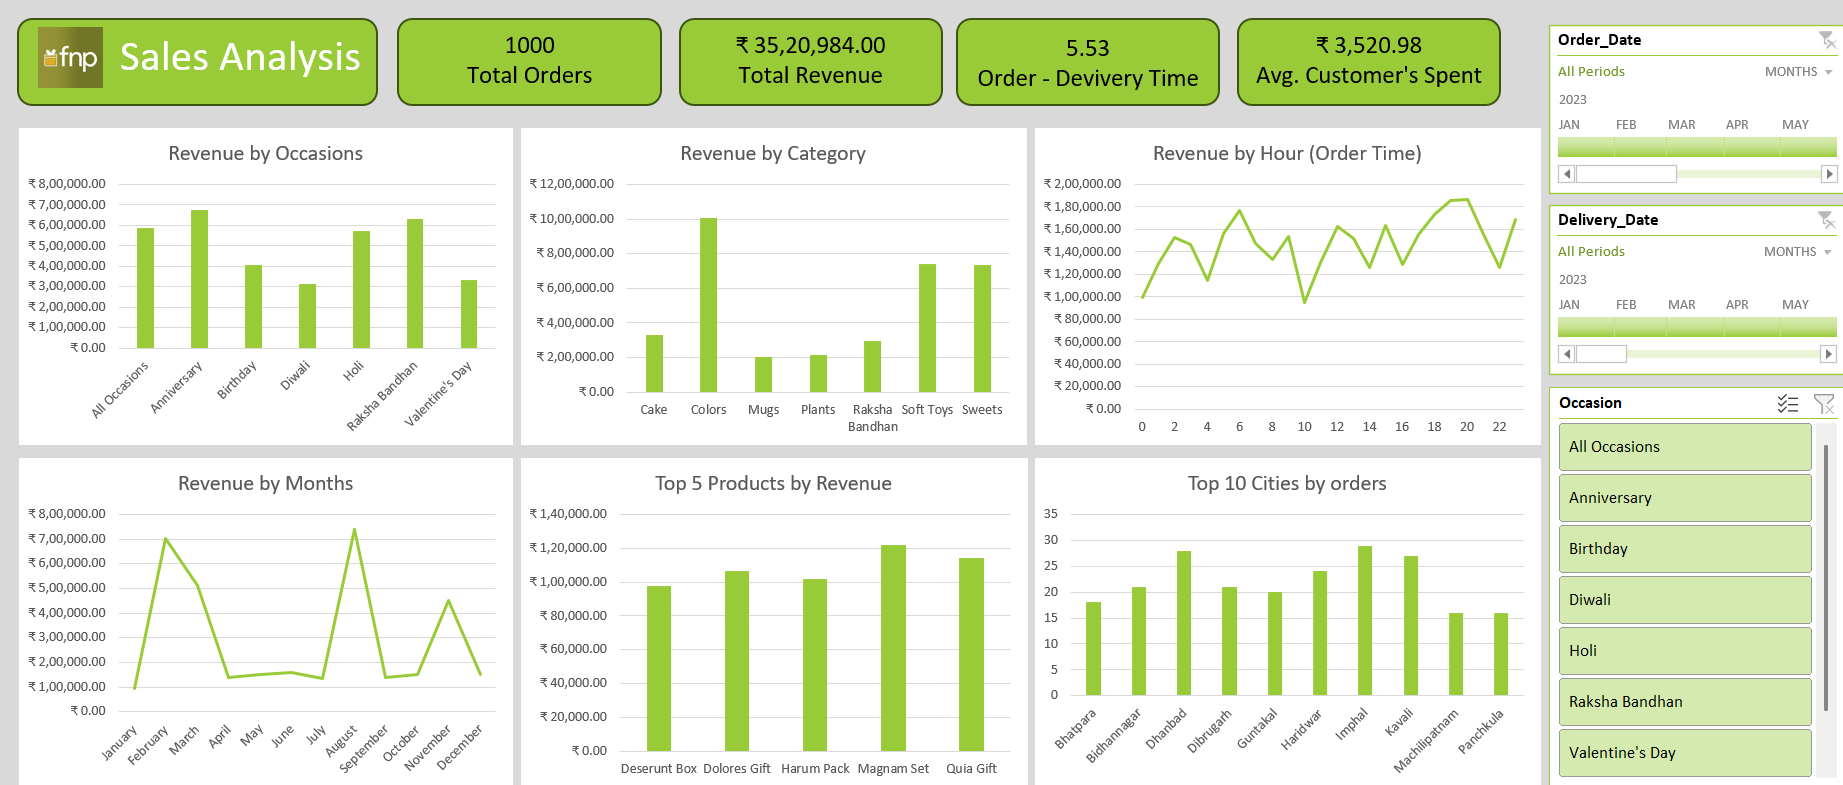 fnp
Sales Analysis
1000
Total Orders
₹ 35,20,984.00
Total Revenue
5.53
Order - Devivery Time
₹ 3,520.98
Avg. Customer's Spent
Revenue by Occasions
₹ 8,00,000.00
₹ 7,00,000.00
₹ 6,00,000.00
₹ 5,00,000.00
₹ 4,00,000.00
₹ 3,00,000.00
₹ 2,00,000.00
₹ 1,00,000.00
₹ 0.00
All Occasions
Anniversary
Birthday
Diwali
Holi
Raksha Bandhan
Valentine's Day
Revenue by Category
₹ 12,00,000.00
₹ 10,00,000.00
₹ 8,00,000.00
₹ 6,00,000.00
₹ 4,00,000.00
₹ 2,00,000.00
₹ 0.00
Cake Colors Mugs Plants Raksha Soft Toys Sweets
Bandhan
Revenue by Hour (Order Time)
₹ 2,00,000.00
₹ 1,80,000.00
₹ 1,60,000.00
₹ 1,40,000.00
₹ 1,20,000.00
₹ 1,00,000.00
₹ 80,000.00
₹ 60,000.00
₹ 40,000.00
₹ 20,000.00
₹ 0.00
0 2 4 6 8 10 12 14 16 18 20 22
Revenue by Months
₹ 8,00,000.00
₹ 7,00,000.00
₹ 6,00,000.00
₹ 5,00,000.00
₹ 4,00,000.00
₹ 3,00,000.00
₹ 2,00,000.00
₹ 1,00,000.00
₹ 0.00
January
February
March
April
May
June
July
August
September
October
November
December
Top 5 Products by Revenue
₹ 1,40,000.00
₹ 1,20,000.00
₹ 1,00,000.00
₹ 80,000.00
₹ 60,000.00
₹ 40,000.00
₹ 20,000.00
₹ 0.00
Deserunt Box Dolores Gift Harum Pack Magnam Set Quia Gift
Top 10 Cities by orders
35
30
25
20
15
10
5
0
Bhatpara
Bidhannagar
Dhanbad
Dibrugarh
Guntakal
Haridwar
Imphal
Kavali
Machilipatnam
Panchkula
Order_Date
All Periods MONTHS
2023
JAN FEB MAR APR MAY
Delivery_Date
All Periods MONTHS
2023
JAN FEB MAR APR MAY
Occasion
All Occasions
Anniversary
Birthday
Diwali
Holi
Raksha Bandhan
Valentine's Day